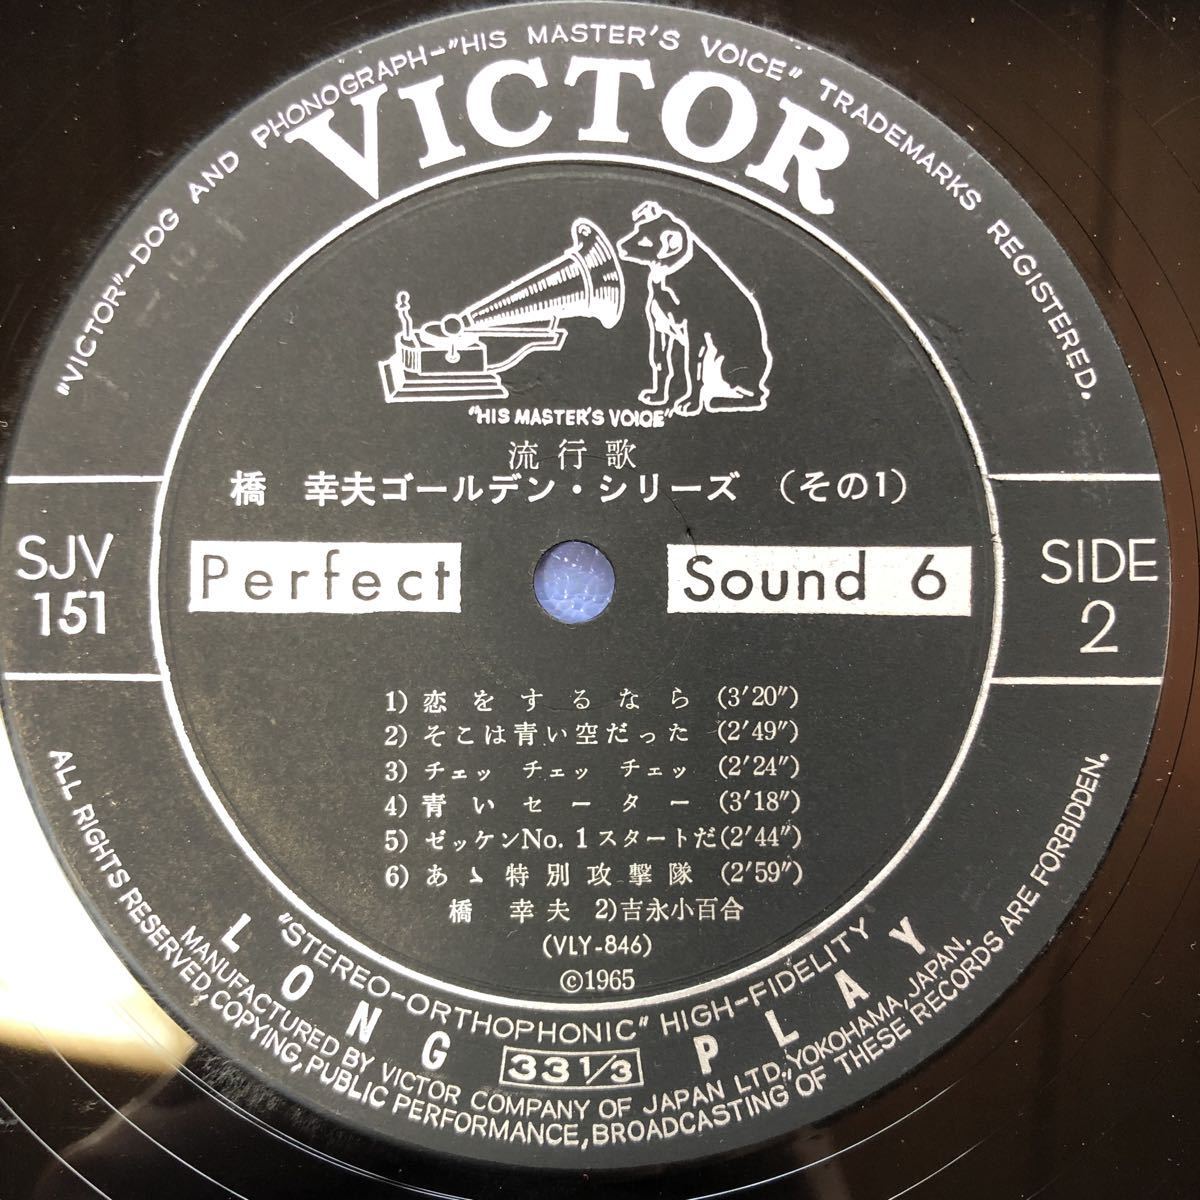 "VICTOR"-DOG AND PHONOGRAPH-"HIS MASTER'S VOICE" TRADEMARKS REGISTERED.
VICTOR
"HIS MASTER'S VOICE"
流行歌
橋 幸夫ゴールデン・シリーズ (その1)
SJV
151
Perfect Sound 6
SIDE
2
1) 恋をするなら (3'20")
2) そこは青い空だった (2'49")
3) チェッ チェッ チェッ (2'24")
4) 青いセーター (3'18")
5) ゼッケンNo.1スタートだ(2'44")
6) あゝ特別攻撃隊 (2'59")
橋 幸夫 2)吉永小百合
(VLY-846)
©1965
"STEREO-ORTHOPHONIC" HIGH-FIDELITY
LONG 33 1/3 PLAY
MANUFACTURED BY VICTOR COMPANY OF JAPAN LTD., YOKOHAMA, JAPAN.
ALL RIGHTS RESERVED, COPYING, PUBLIC PERFORMANCE, BROADCASTING OF THESE RECORDS ARE FORBIDDEN.